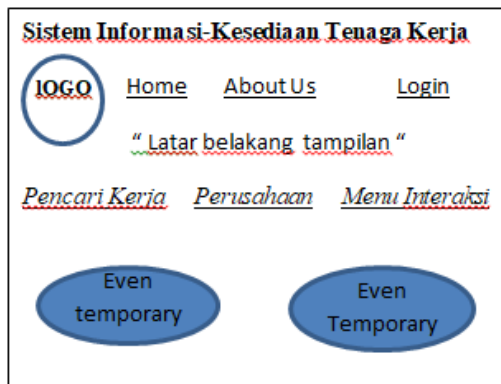 Sistem Informasi-Kesediaan Tenaga Kerja
lOGO Home About Us Login
“ Latar belakang tampilan “
Pencari Kerja Perusahaan Menu Interaksi
Even temporary
Even Temporary